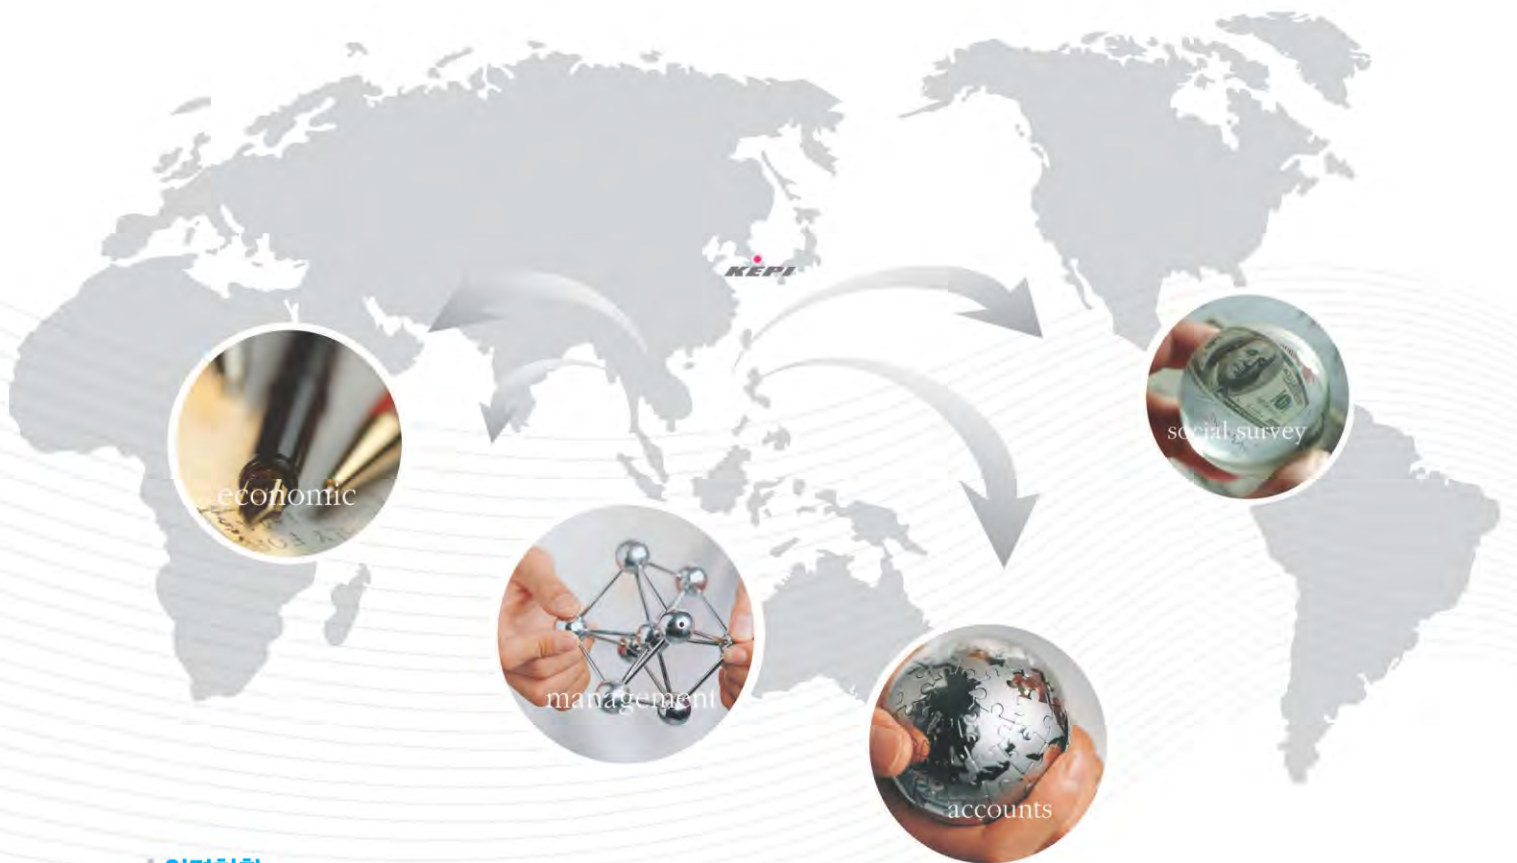 KEPI
social survey
economic
management
accounts